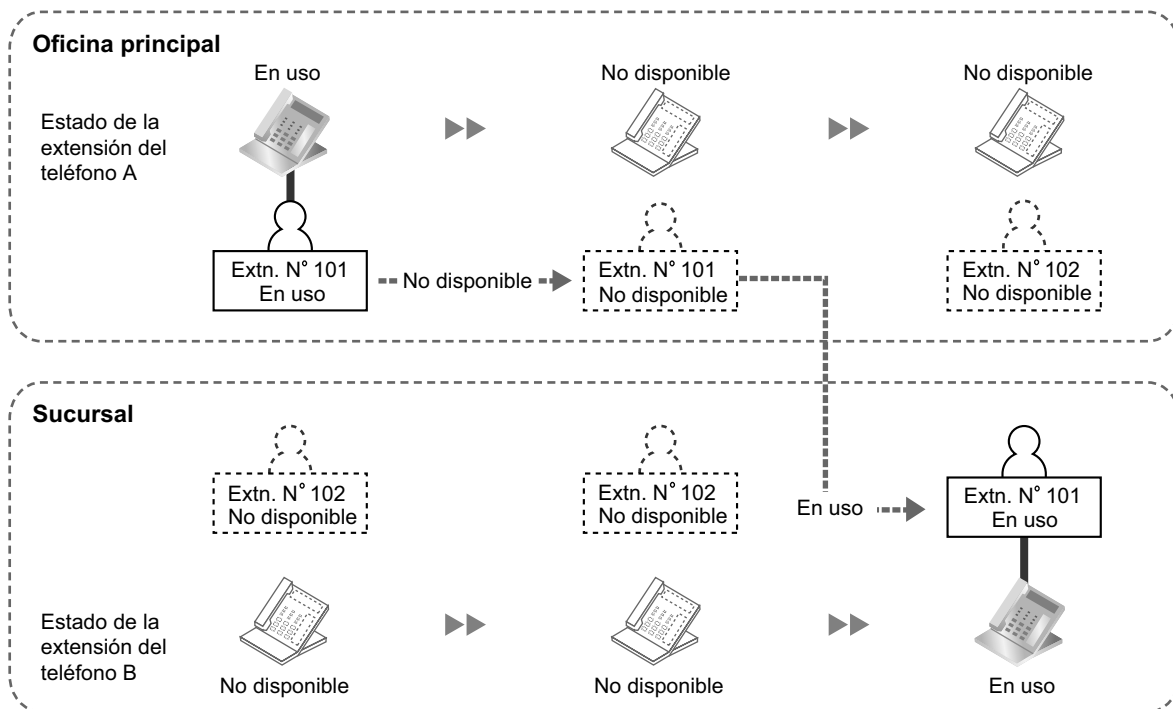 Oficina principal
En uso
No disponible
No disponible
Estado de la
extensión del
teléfono A
Extn. N° 101
En uso
No disponible
Extn. N° 101
No disponible
Extn. N° 102
No disponible
Sucursal
Extn. N° 102
No disponible
Extn. N° 102
No disponible
En uso
Extn. N° 101
En uso
Estado de la
extensión del
teléfono B
No disponible
No disponible
En uso